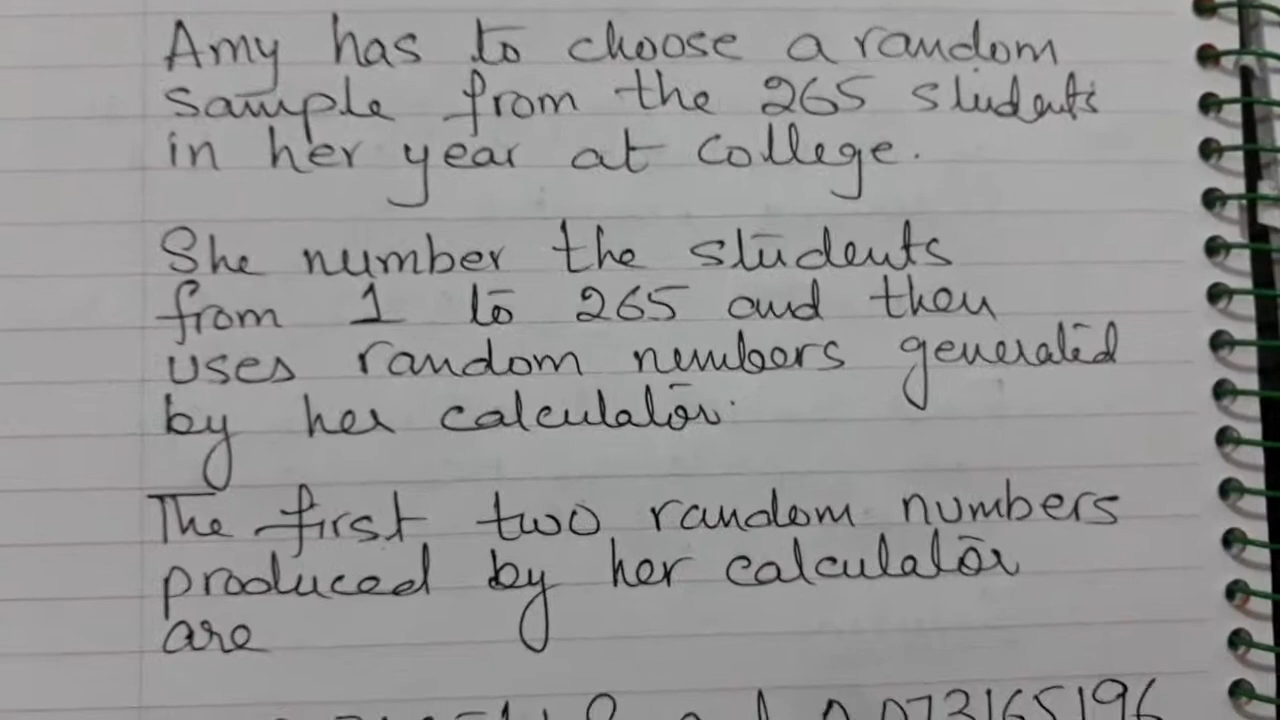 Amy has to choose a random
sample from the 265 students
in her year at college.
She number the students
from 1 to 265 and then
uses random numbers generated
by her calculator.
The first two random numbers
produced by her calculator
are
0.073165196